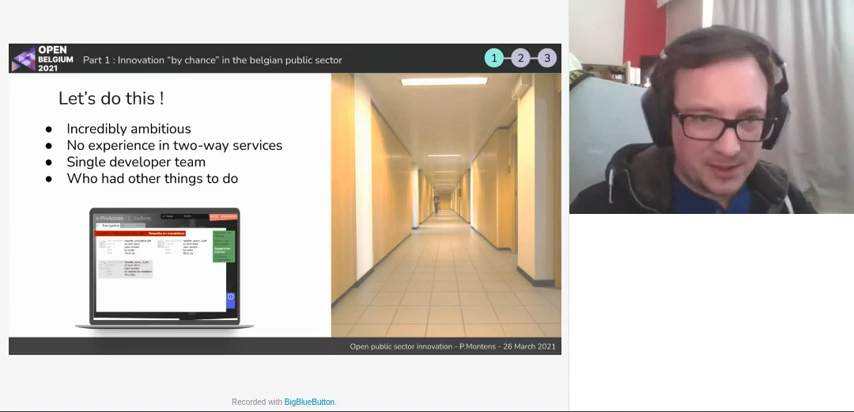 OPEN
BELGIUM
2021
Part 1 : Innovation "by chance" in the belgian public sector
1
2
3
Let's do this !
● Incredibly ambitious
● No experience in two-way services
● Single developer team
● Who had other things to do
Open public sector innovation - P.Montens - 26 March 2021
Recorded with BigBlueButton.